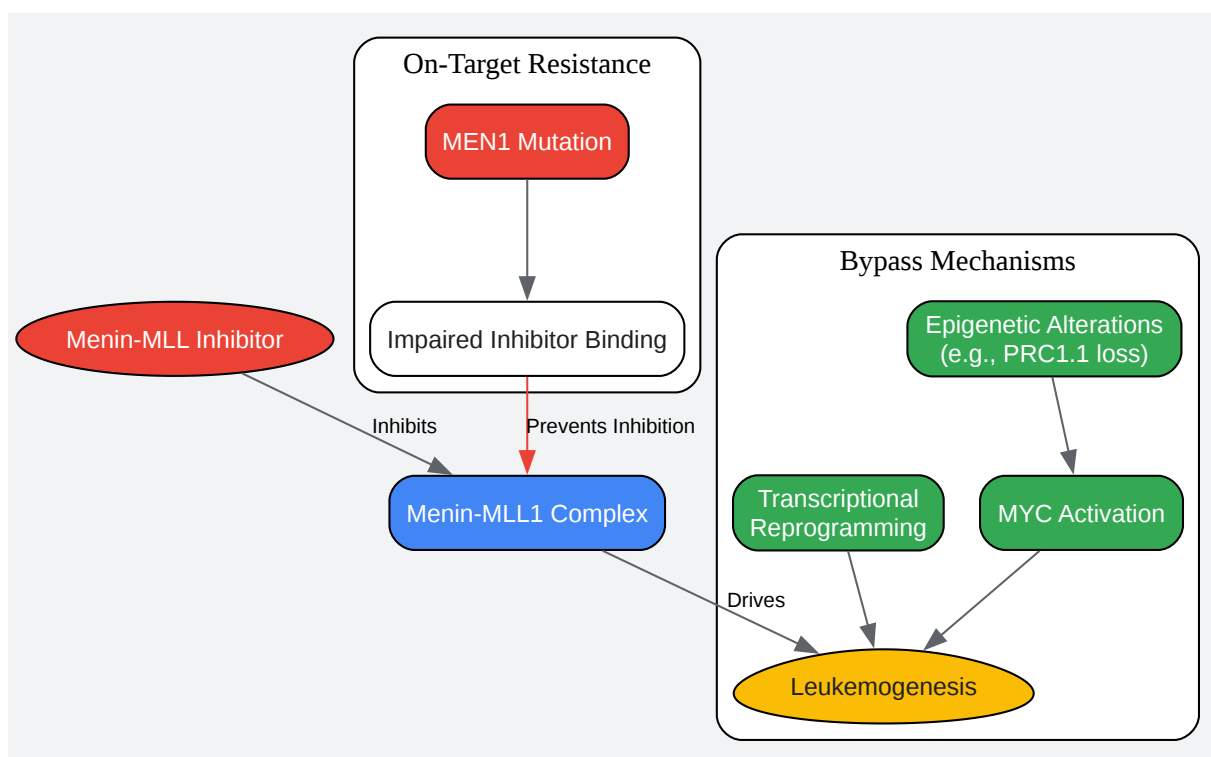 On-Target Resistance
MEN1 Mutation
Bypass Mechanisms
Menin-MLL Inhibitor
Impaired Inhibitor Binding
Epigenetic Alterations
(e.g., PRC1.1 loss)
Inhibits
Prevents Inhibition
Menin-MLL1 Complex
Transcriptional
Reprogramming
MYC Activation
Drives
Leukemogenesis